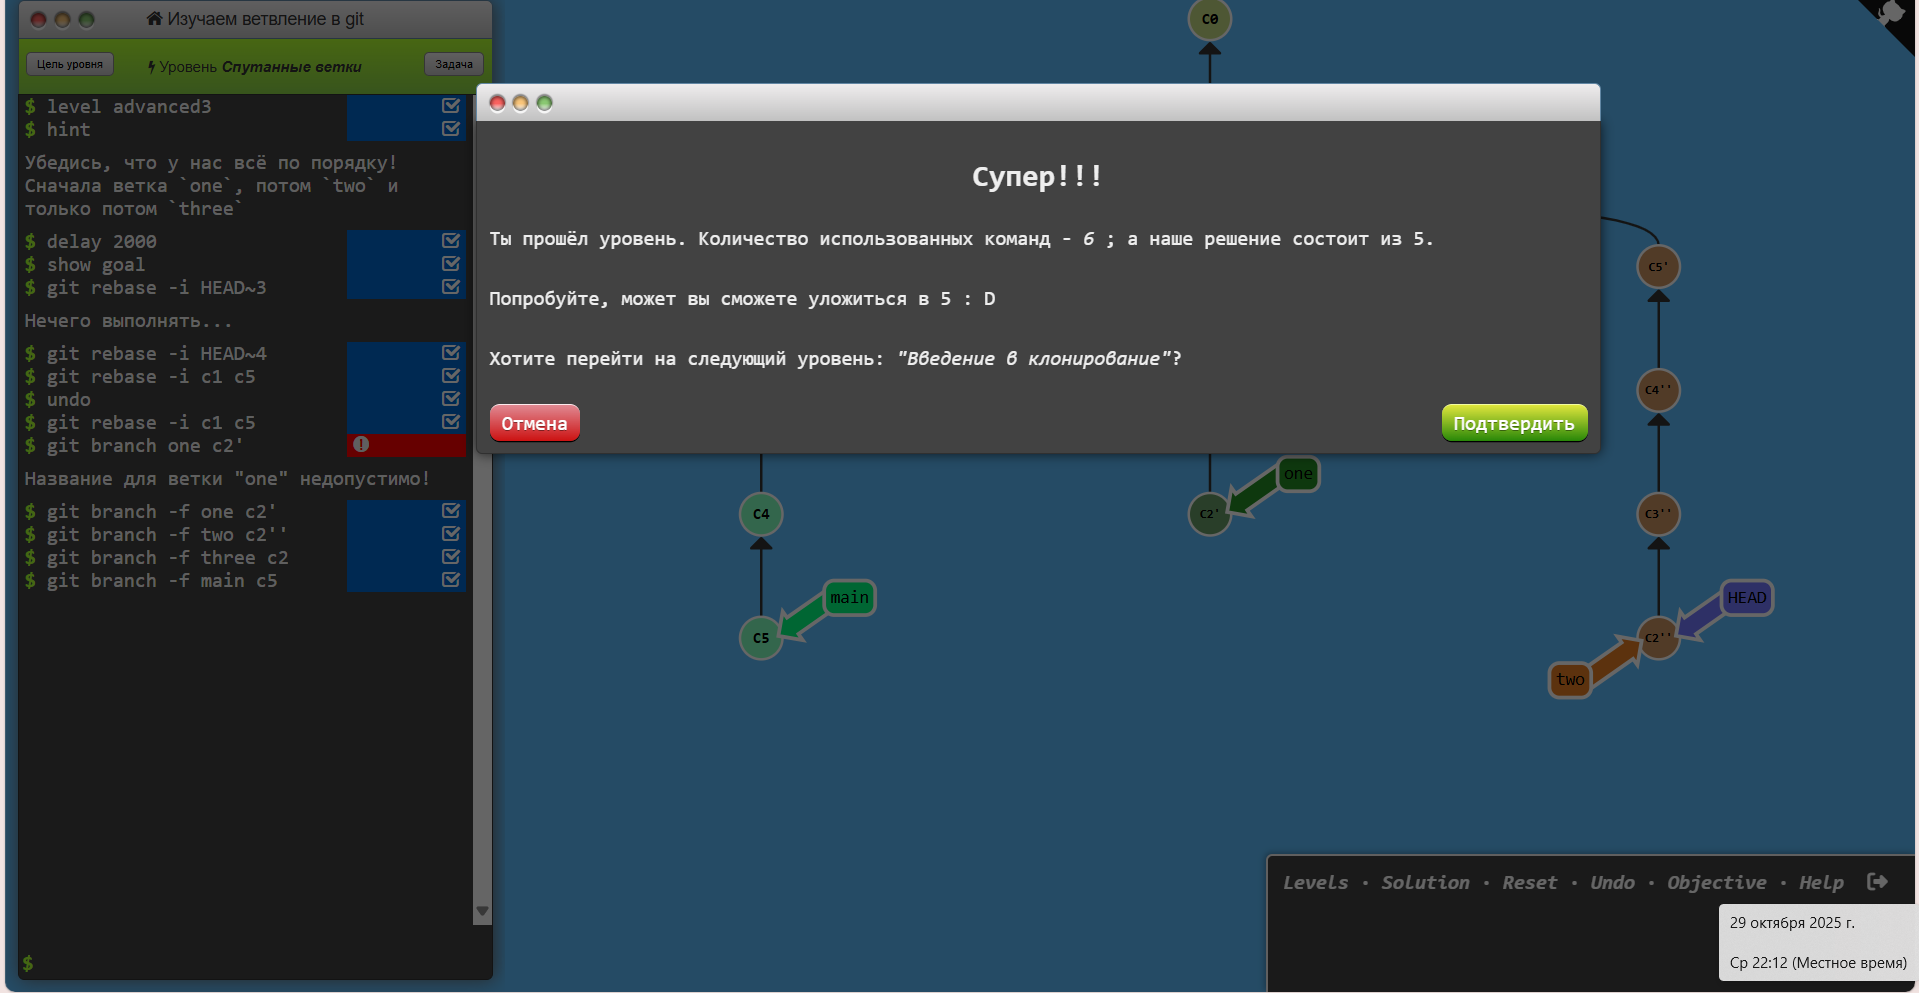 Изучаем ветвление в git
Цель уровня
Уровень Спутанные ветки
Задача
$ level advanced3
$ hint
Убедись, что у нас всё по порядку!
Сначала ветка `one`, потом `two` и
только потом `three`
$ delay 2000
$ show goal
$ git rebase -i HEAD~3
Нечего выполнять...
$ git rebase -i HEAD~4
$ git rebase -i c1 c5
$ undo
$ git rebase -i c1 c5
$ git branch one c2'
Название для ветки "one" недопустимо!
$ git branch -f one c2'
$ git branch -f two c2''
$ git branch -f three c2
$ git branch -f main c5
$
C0
Супер!!!
Ты прошёл уровень. Количество использованных команд - 6 ; а наше решение состоит из 5.
Попробуйте, может вы сможете уложиться в 5 : D
Хотите перейти на следующий уровень: "Введение в клонирование"?
Отмена
Подтвердить
C5'
C4''
one
C4
C2'
C3''
main
HEAD
C5
C2''
two
Levels · Solution · Reset · Undo · Objective · Help
29 октября 2025 г.
Ср 22:12 (Местное время)